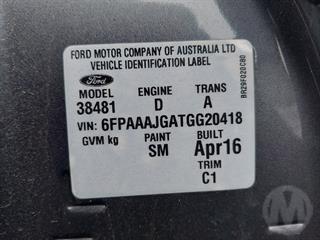 FORD MOTOR COMPANY OF AUSTRALIA LTD
VEHICLE IDENTIFICATION LABEL
Ford
MODEL ENGINE TRANS
38481 D A
VIN: 6FPAAAJGATGG20418
GVM kg PAINT BUILT
SM Apr16
TRIM
C1
BR29F020CB0